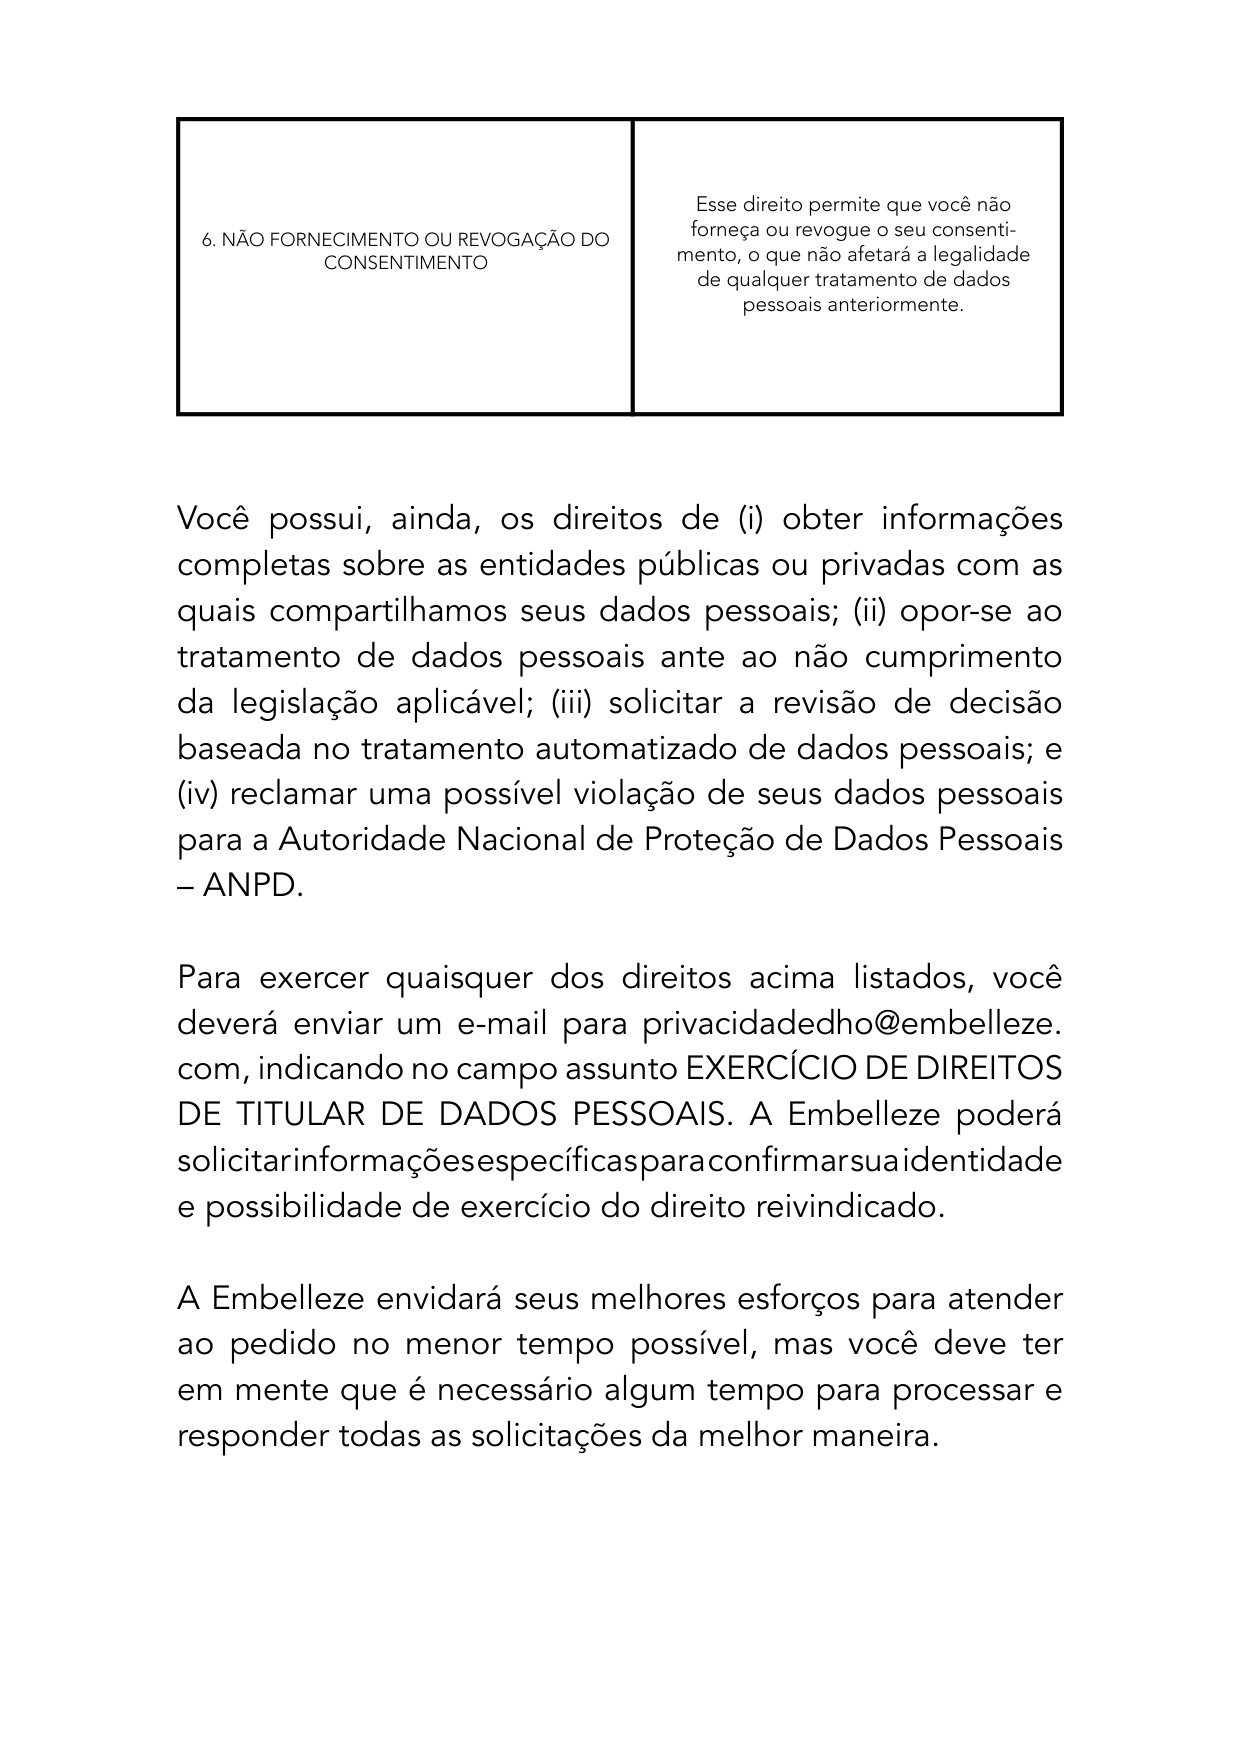 6. NÃO FORNECIMENTO OU REVOGAÇÃO DO
CONSENTIMENTO
Esse direito permite que você não
forneça ou revogue o seu consenti-
mento, o que não afetará a legalidade
de qualquer tratamento de dados
pessoais anteriormente.
Você possui, ainda, os direitos de (i) obter informações
completas sobre as entidades públicas ou privadas com as
quais compartilhamos seus dados pessoais; (ii) opor-se ao
tratamento de dados pessoais ante ao não cumprimento
da legislação aplicável; (iii) solicitar a revisão de decisão
baseada no tratamento automatizado de dados pessoais; e
(iv) reclamar uma possível violação de seus dados pessoais
para a Autoridade Nacional de Proteção de Dados Pessoais
– ANPD.
Para exercer quaisquer dos direitos acima listados, você
deverá enviar um e-mail para privacidadedho@embelleze.
com, indicando no campo assunto EXERCÍCIO DE DIREITOS
DE TITULAR DE DADOS PESSOAIS. A Embelleze poderá
solicitar informações específicas para confirmar sua identidade
e possibilidade de exercício do direito reivindicado.
A Embelleze envidará seus melhores esforços para atender
ao pedido no menor tempo possível, mas você deve ter
em mente que é necessário algum tempo para processar e
responder todas as solicitações da melhor maneira.